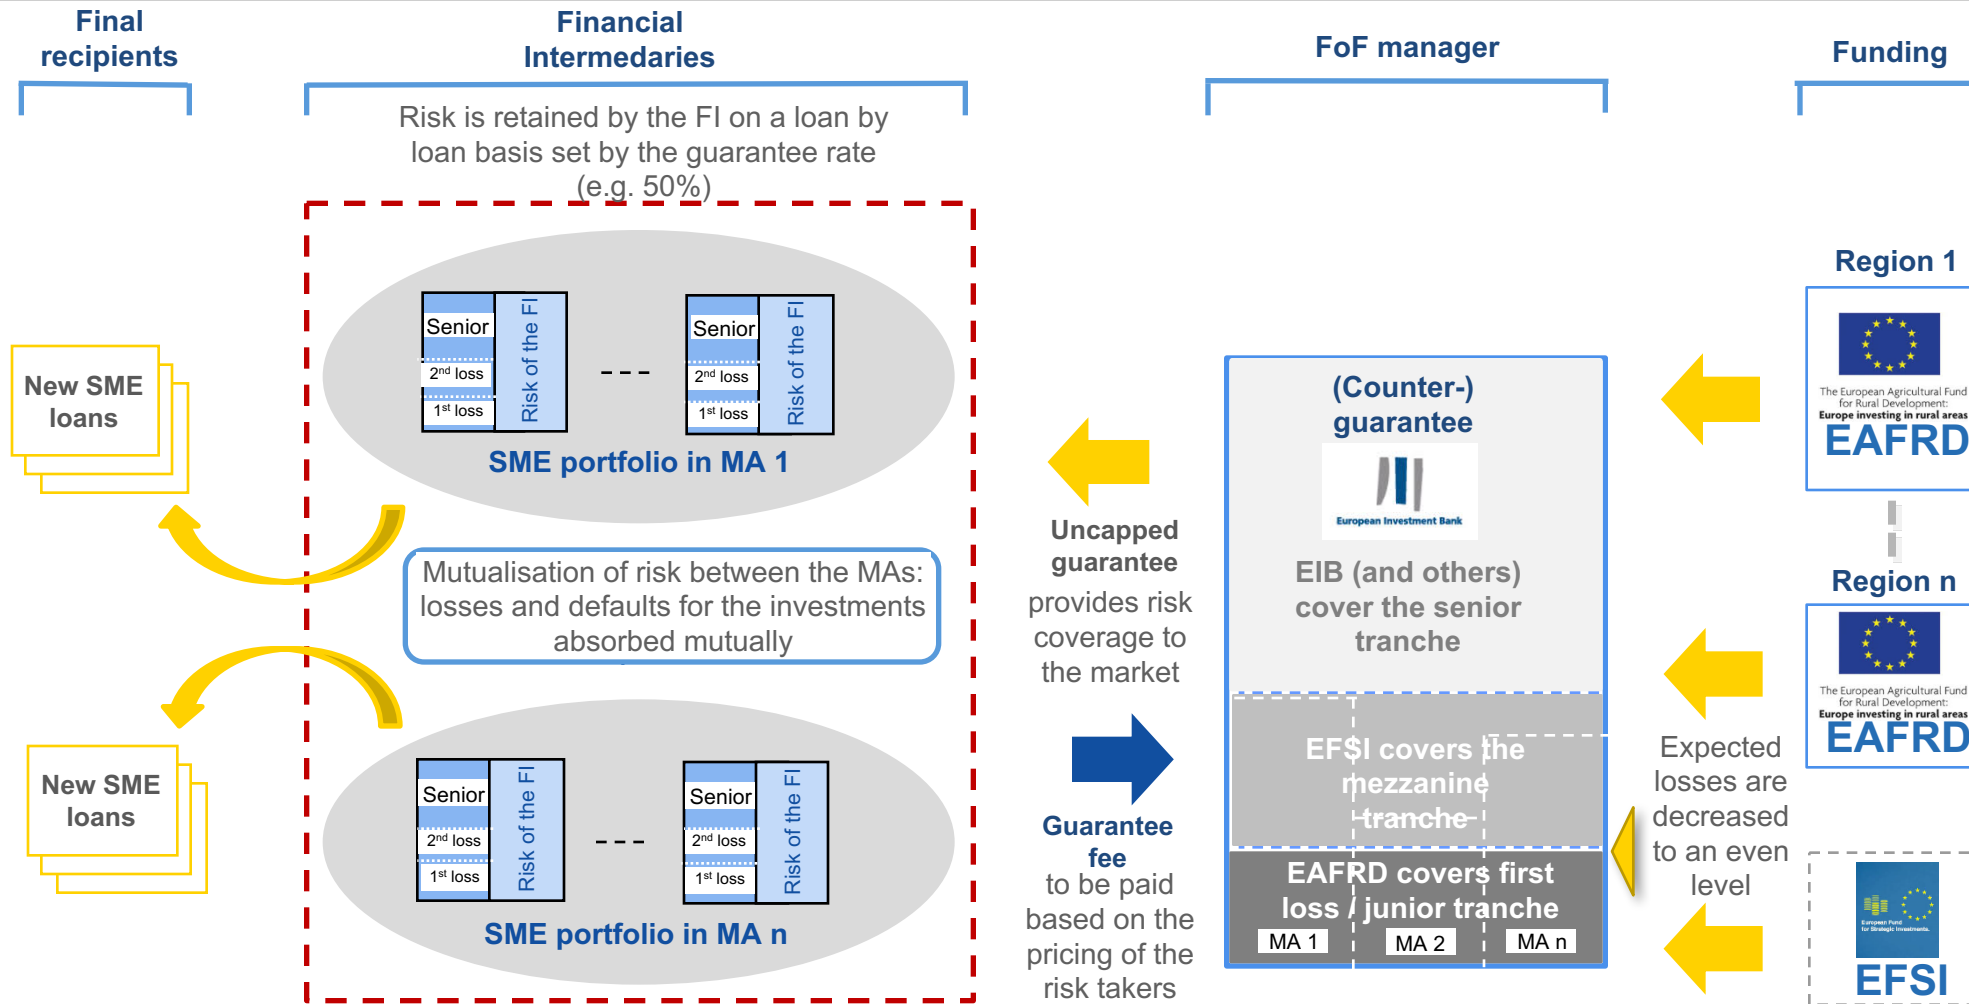 Final
recipients
Financial
Intermedaries
FoF manager
Funding
Risk is retained by the FI on a loan by
loan basis set by the guarantee rate
(e.g. 50%)
Senior
2nd loss
1st loss
Risk of the FI
Senior
2nd loss
1st loss
Risk of the FI
SME portfolio in MA 1
New SME
loans
Mutualisation of risk between the MAs:
losses and defaults for the investments
absorbed mutually
New SME
loans
Senior
2nd loss
1st loss
Risk of the FI
Senior
2nd loss
1st loss
Risk of the FI
SME portfolio in MA n
Uncapped
guarantee
provides risk
coverage to
the market
Guarantee
fee
to be paid
based on the
pricing of the
risk takers
(Counter-)
guarantee
European Investment Bank
EIB (and others)
cover the senior
tranche
EFSI covers the
mezzanine
tranche
EAFRD covers first
loss / junior tranche
MA 1
MA 2
MA n
Expected
losses are
decreased
to an even
level
Region 1
The European Agricultural Fund
for Rural Development:
Europe investing in rural areas
EAFRD
Region n
The European Agricultural Fund
for Rural Development:
Europe investing in rural areas
EAFRD
European Fund
for Strategic Investments.
EFSI